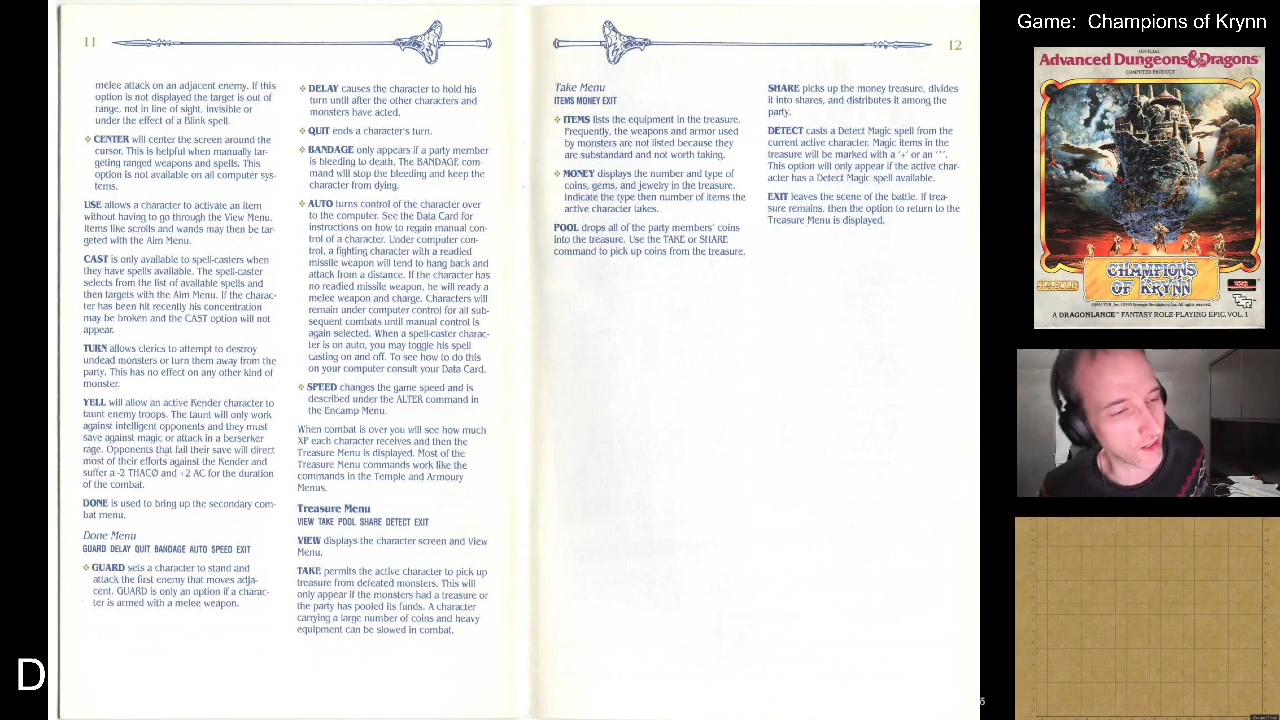 Game: Champions of Krynn
11
melee attack on an adjacent enemy. If this
option is not displayed the target is out of
range, not in line of sight, invisible or
under the effect of a Blink spell.
CENTER will center the screen around the
cursor. This is helpful when manually tar-
geting ranged weapons and spells. This
option is not available on all computer sys-
tems.
USE allows a character to activate an item
without having to go through the View Menu.
Items like scrolls and wands may then be tar-
geted with the Aim Menu.
CAST is only available to spell-casters when
they have spells available. The spell-caster
selects from the list of available spells and
then targets with the Aim Menu. If the charac-
ter has been hit recently his concentration
may be broken and the CAST option will not
appear.
TURN allows clerics to attempt to destroy
undead monsters or turn them away from the
party. This has no effect on any other kind of
monster.
YELL will allow an active Kender character to
taunt enemy troops. The taunt will only work
against intelligent opponents and they must
save against magic or attack in a berserker
rage. Opponents that fail their save will direct
most of their efforts against the Kender and
suffer a -2 THAC0 and +2 AC for the duration
of the combat.
DONE is used to bring up the secondary com-
bat menu.
Done Menu
GUARD DELAY QUIT BANDAGE AUTO SPEED EXIT
GUARD sets a character to stand and
attack the first enemy that moves adja-
cent. GUARD is only an option if a charac-
ter is armed with a melee weapon.
DELAY causes the character to hold his
turn until after the other characters and
monsters have acted.
QUIT ends a character's turn.
BANDAGE only appears if a party member
is bleeding to death. The BANDAGE com-
mand will stop the bleeding and keep the
character from dying.
AUTO turns control of the character over
to the computer. See the Data Card for
instructions on how to regain manual con-
trol of a character. Under computer con-
trol, a fighting character with a readied
missile weapon will tend to hang back and
attack from a distance. If the character has
no readied missile weapon, he will ready a
melee weapon and charge. Characters will
remain under computer control for all sub-
sequent combats until manual control is
again selected. When a spell-caster charac-
ter is on auto, you may toggle his spell
casting on and off. To see how to do this
on your computer consult your Data Card.
SPEED changes the game speed and is
described under the ALTER command in
the Encamp Menu.
When combat is over you will see how much
XP each character receives and then the
Treasure Menu is displayed. Most of the
Treasure Menu commands work like the
commands in the Temple and Armoury
Menus.
Treasure Menu
VIEW TAKE POOL SHARE DETECT EXIT
VIEW displays the character screen and View
Menu.
TAKE permits the active character to pick up
treasure from defeated monsters. This will
only appear if the monsters had a treasure or
the party has pooled its funds. A character
carrying a large number of coins and heavy
equipment can be slowed in combat.
12
Take Menu
ITEMS MONEY EXIT
ITEMS lists the equipment in the treasure.
Frequently, the weapons and armor used
by monsters are not listed because they
are substandard and not worth taking.
MONEY displays the number and type of
coins, gems, and jewelry in the treasure.
Indicate the type then number of items the
active character takes.
POOL drops all of the party members' coins
into the treasure. Use the TAKE or SHARE
command to pick up coins from the treasure.
SHARE picks up the money treasure, divides
it into shares, and distributes it among the
party.
DETECT casts a Detect Magic spell from the
current active character. Magic items in the
treasure will be marked with a '+' or an '*'.
This option will only appear if the active char-
acter has a Detect Magic spell available.
EXIT leaves the scene of the battle. If trea-
sure remains, then the option to return to the
Treasure Menu is displayed.
OFFICIAL
Advanced Dungeons & Dragons
COMPUTER PRODUCT
CHAMPIONS
OF KRYNN
A DRAGONLANCE FANTASY ROLE-PLAYING EPIC, VOL. 1
D